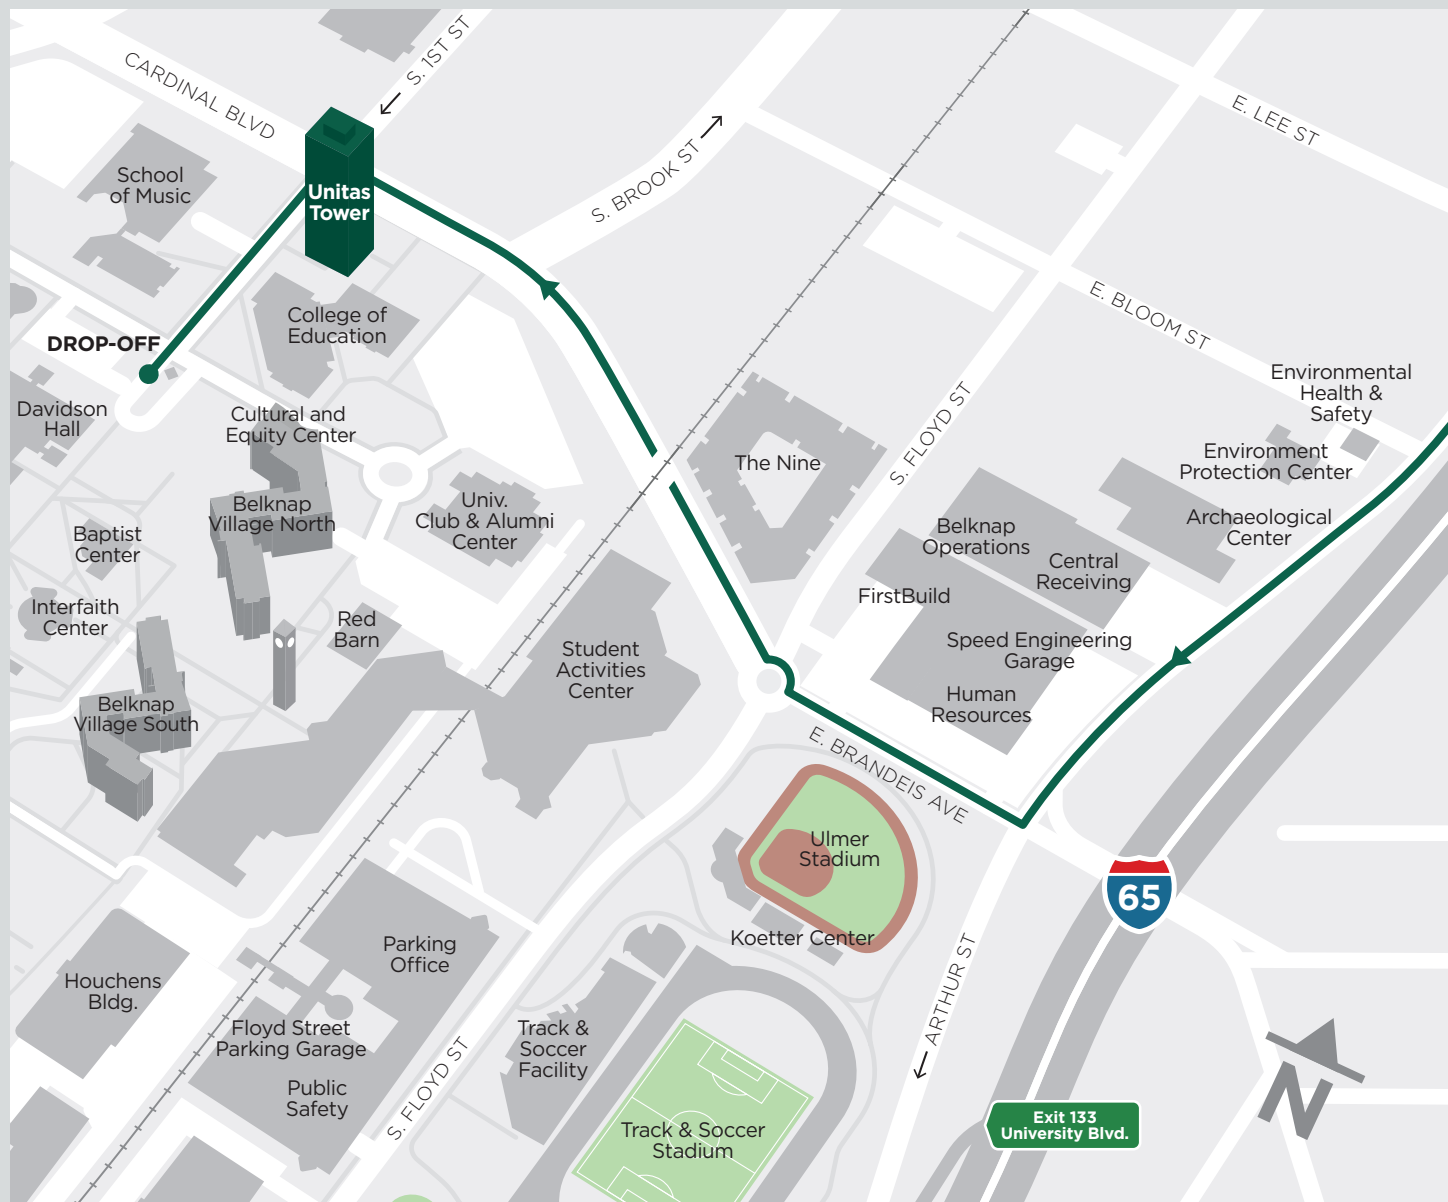 S. 1ST ST
CARDINAL BLVD
E. LEE ST
School
of Music
Unitas
Tower
S. BROOK ST
E. BLOOM ST
College of
Education
DROP-OFF
Environmental
Health &
Safety
Davidson
Hall
Cultural and
Equity Center
S. FLOYD ST
The Nine
Environment
Protection Center
Belknap
Village North
Univ.
Club & Alumni
Center
Archaeological
Center
Baptist
Center
Belknap
Operations
Central
Receiving
FirstBuild
Interfaith
Center
Red
Barn
Student
Activities
Center
Speed Engineering
Garage
Human
Resources
Belknap
Village South
E. BRANDEIS AVE
Ulmer
Stadium
65
Koetter Center
Parking
Office
Houchens
Bldg.
ARTHUR ST
Floyd Street
Parking Garage
Track &
Soccer
Facility
Public
Safety
S. FLOYD ST
N
Exit 133
University Blvd.
Track & Soccer
Stadium